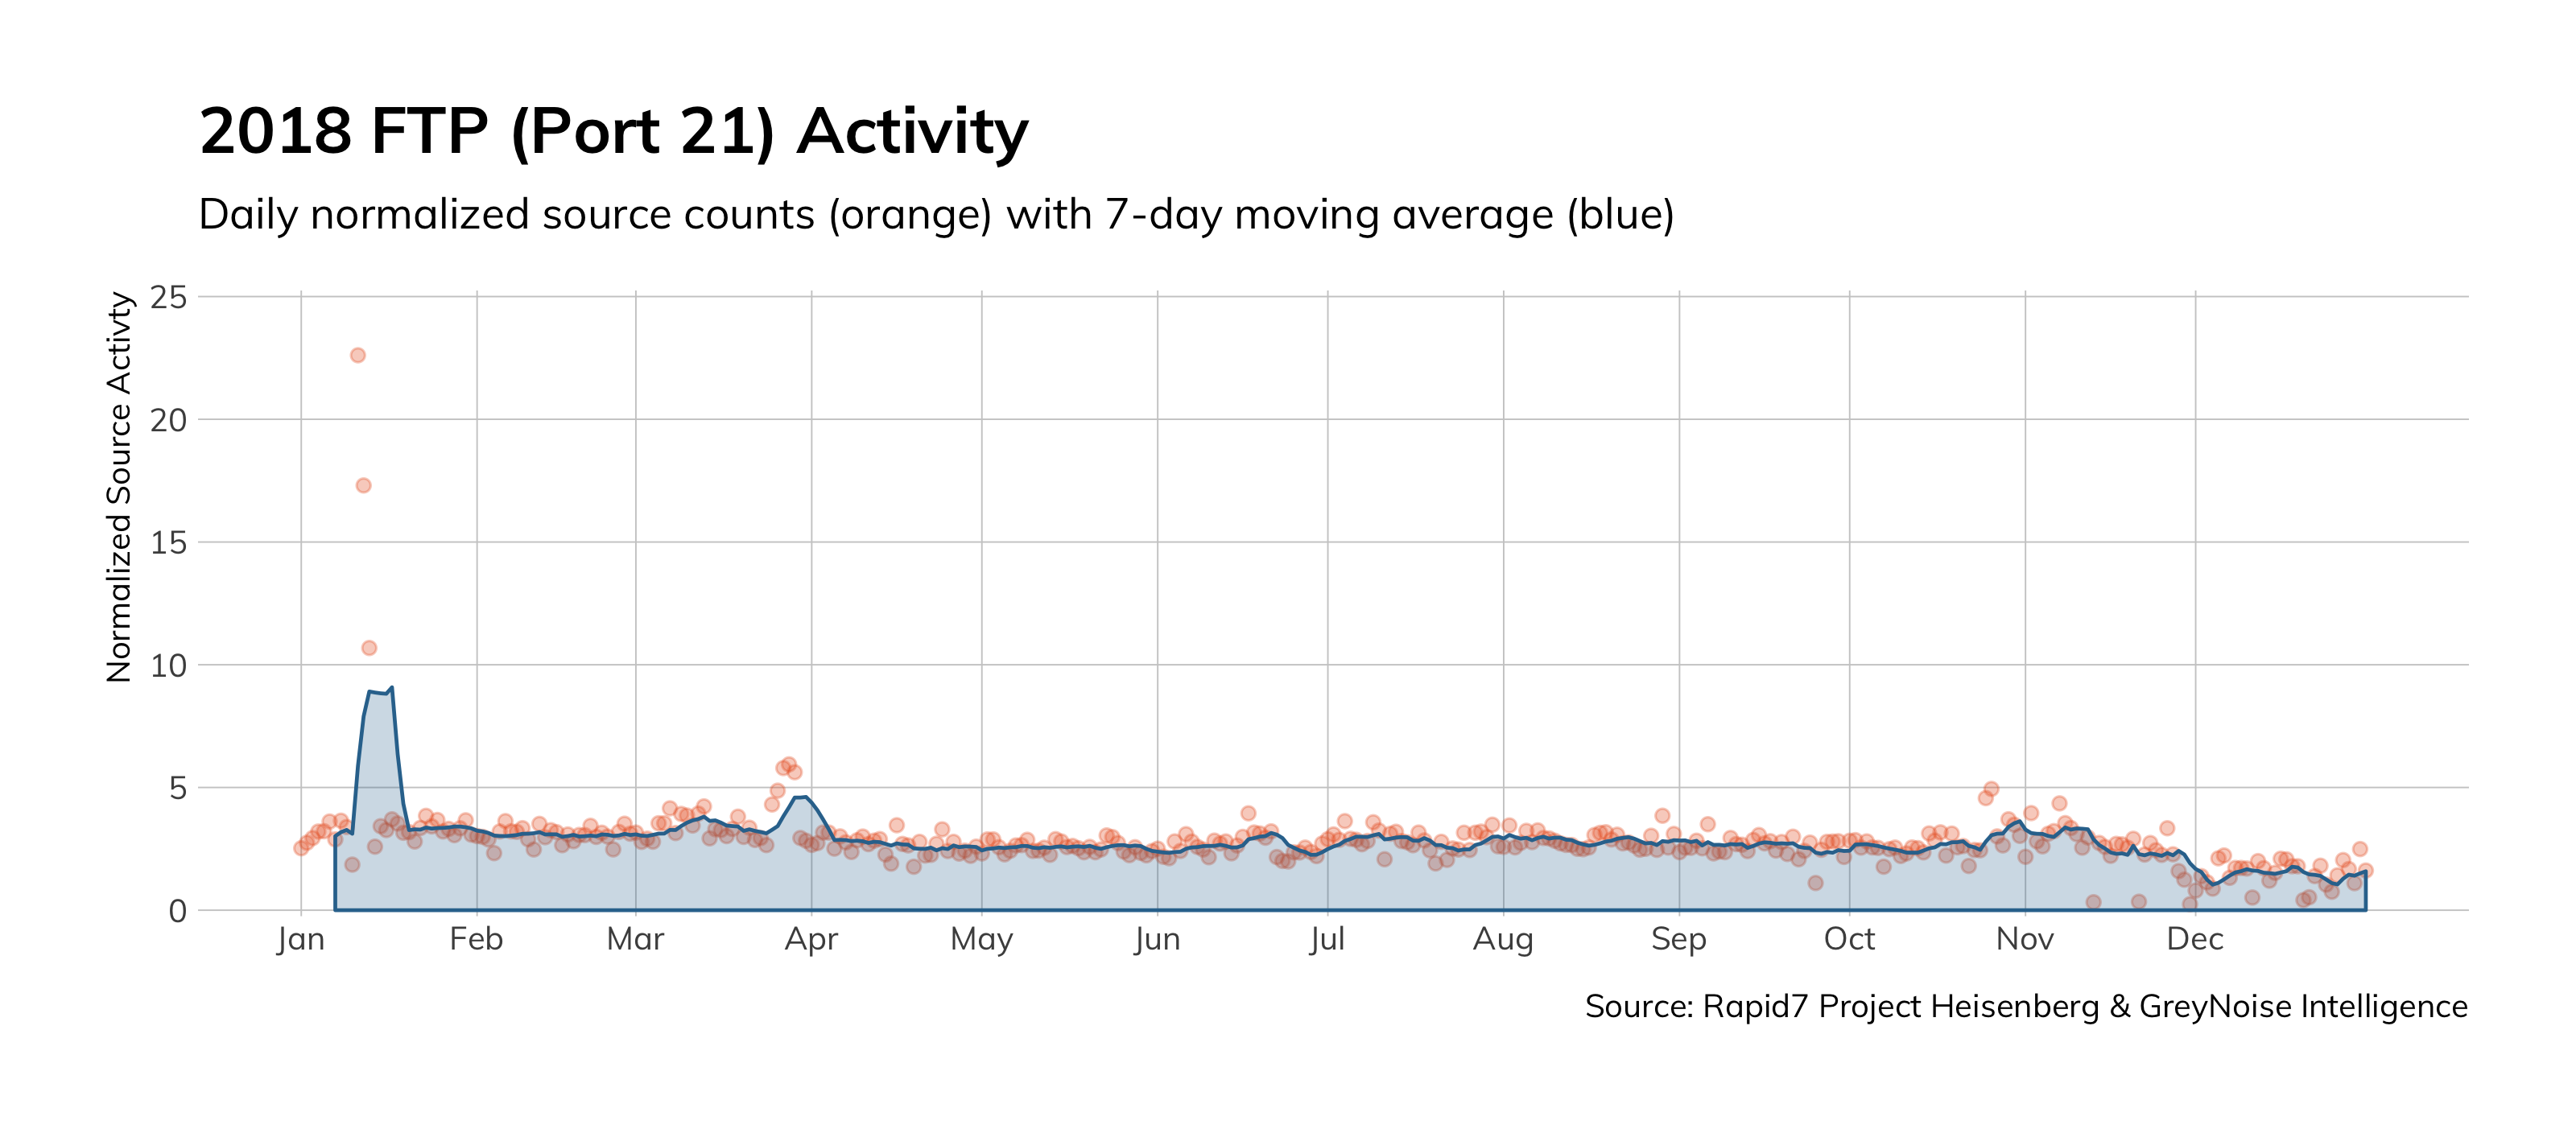 2018 FTP (Port 21) Activity
Daily normalized source counts (orange) with 7-day moving average (blue)
Normalized Source Activty
25
20
15
10
5
0
Jan Feb Mar Apr May Jun Jul Aug Sep Oct Nov Dec
Source: Rapid7 Project Heisenberg & GreyNoise Intelligence